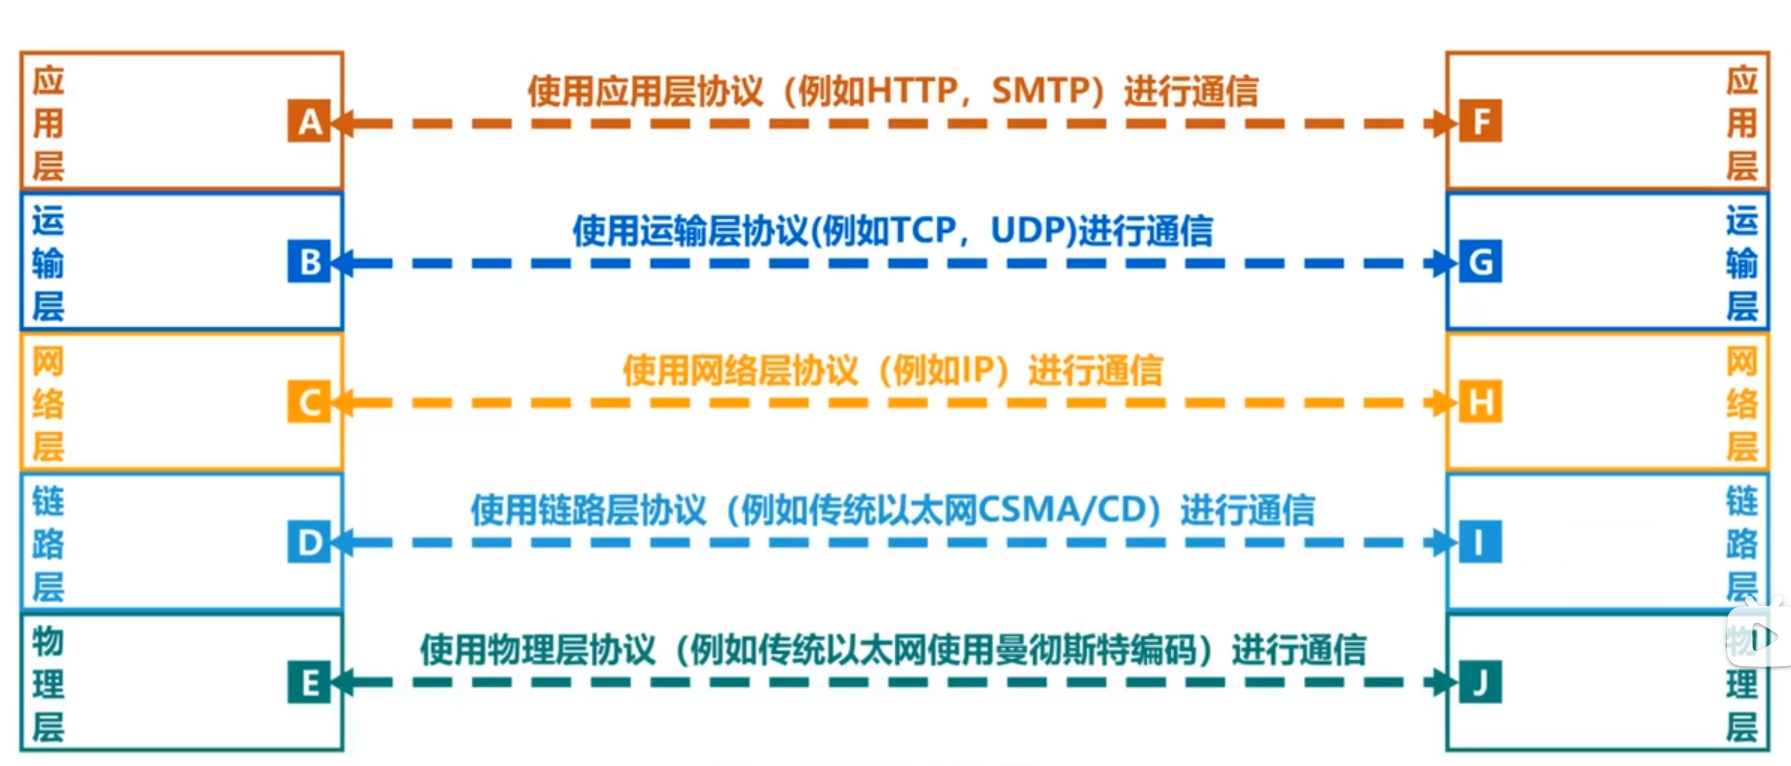 应用层
A
使用应用层协议（例如HTTP，SMTP）进行通信
F
应用层
运输层
B
使用运输层协议(例如TCP，UDP)进行通信
G
运输层
网络层
C
使用网络层协议（例如IP）进行通信
H
网络层
链路层
D
使用链路层协议（例如传统以太网CSMA/CD）进行通信
I
链路层
物理层
E
使用物理层协议（例如传统以太网使用曼彻斯特编码）进行通信
J
物理层